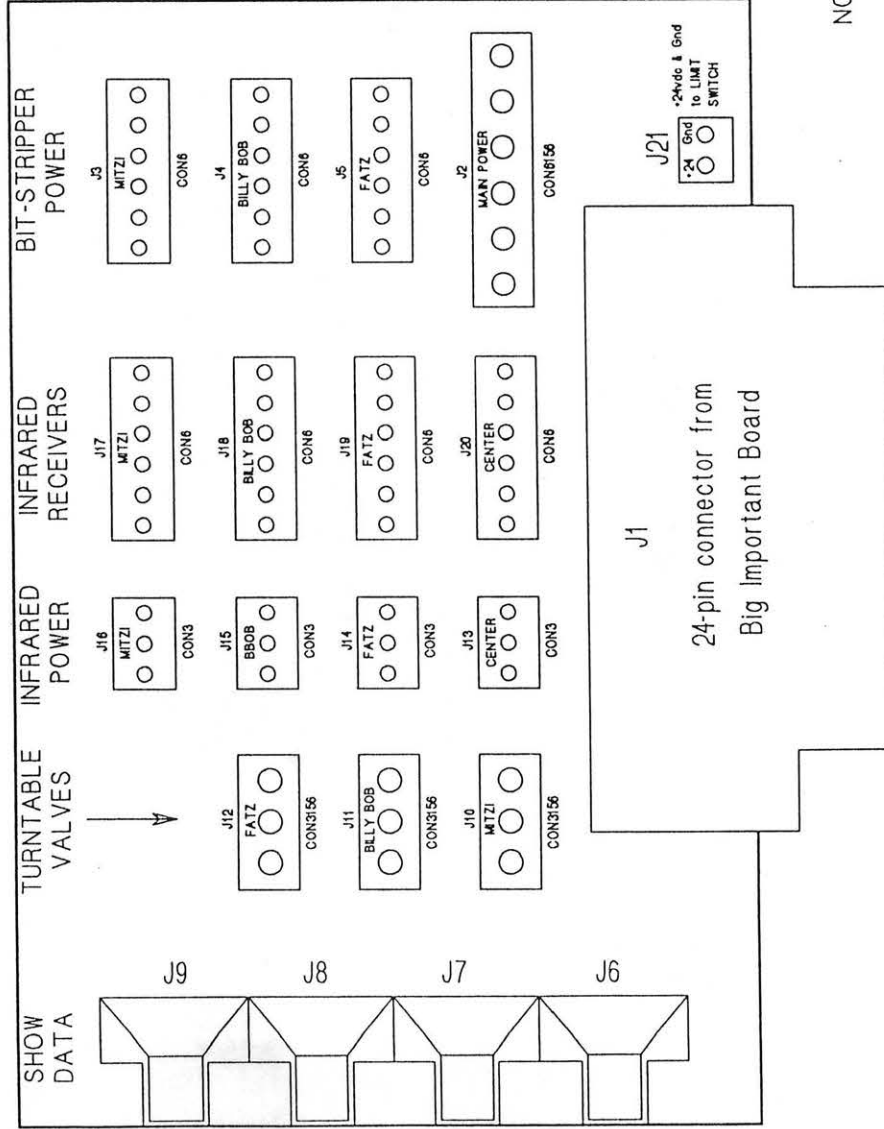 SHOW
DATA
J9
J8
J7
J6
TURNTABLE
VALVES
J12
FATZ
CON3156
J11
BILLY BOB
CON3156
J10
MITZI
CON3156
INFRARED
POWER
J16
MITZI
CON3
J15
BBOB
CON3
J14
FATZ
CON3
J13
CENTER
CON3
INFRARED
RECEIVERS
J17
MITZI
CON6
J18
BILLY BOB
CON6
J19
FATZ
CON6
J20
CENTER
CON6
BIT-STRIPPER
POWER
J3
MITZI
CON6
J4
BILLY BOB
CON6
J5
FATZ
CON6
J2
MAIN POWER
CON6156
J21
+24 Gnd
+24vdc & Gnd
to LIMIT
SWITCH
J1
24-pin connector from
Big Important Board